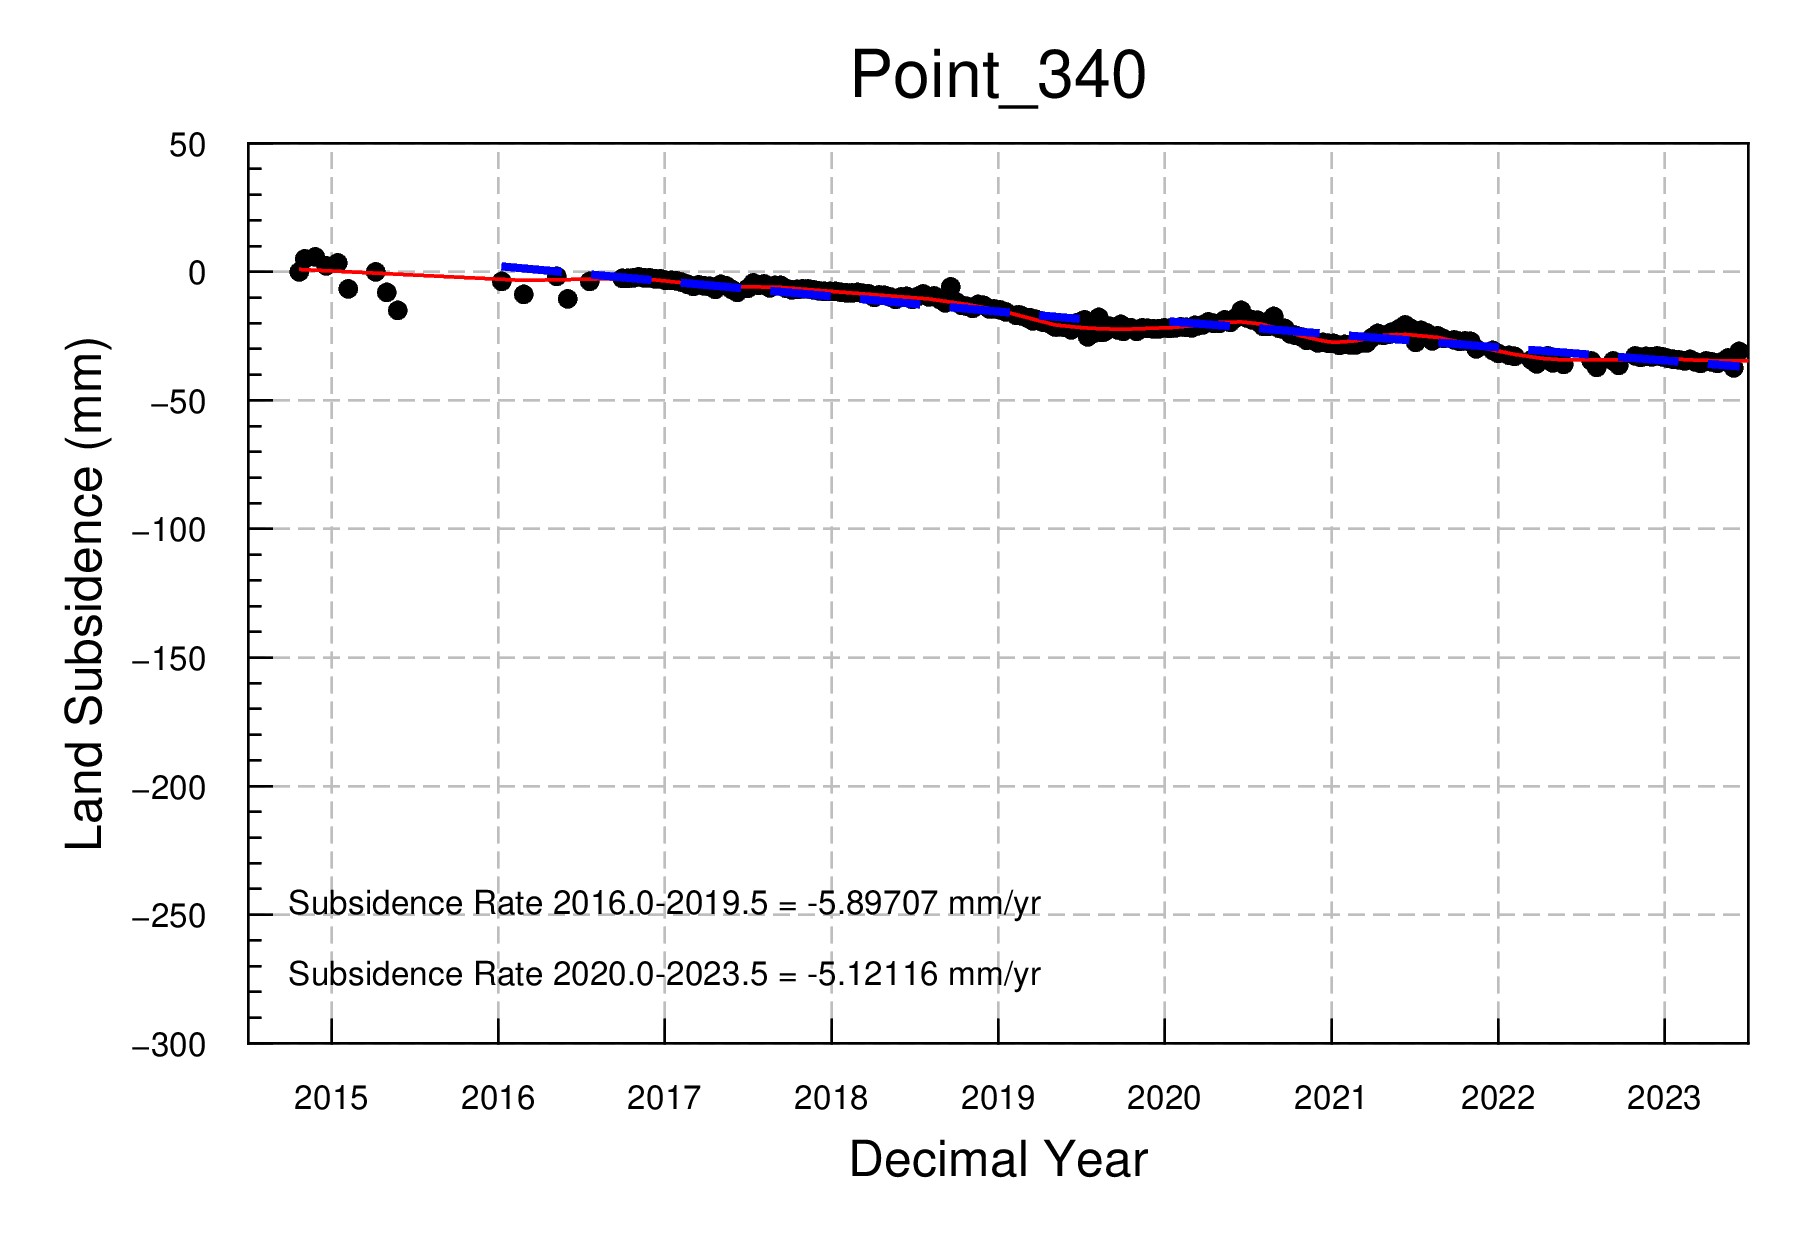 Point_340
50
0
−50
−100
−150
−200
−250
−300
Land Subsidence (mm)
Subsidence Rate 2016.0-2019.5 = -5.89707 mm/yr
Subsidence Rate 2020.0-2023.5 = -5.12116 mm/yr
2015 2016 2017 2018 2019 2020 2021 2022 2023
Decimal Year